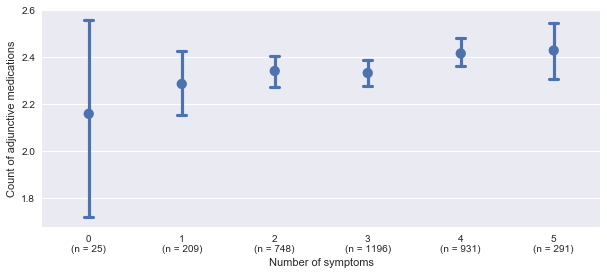 Count of adjunctive medications
2.6
2.4
2.2
2.0
1.8
0 1 2 3 4 5
(n = 25) (n = 209) (n = 748) (n = 1196) (n = 931) (n = 291)
Number of symptoms